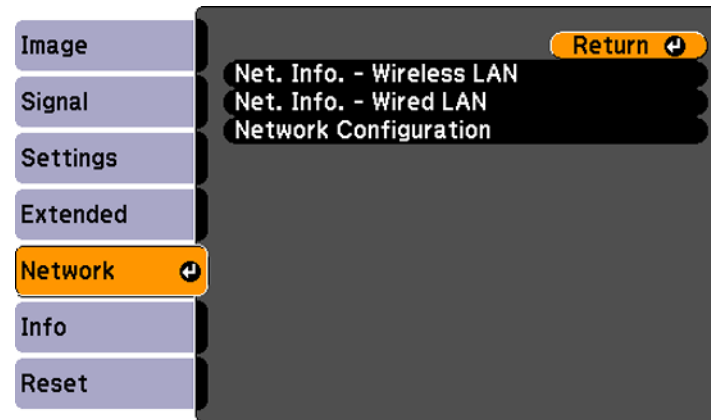 Image
Signal
Settings
Extended
Network
Info
Reset
Return
Net. Info. - Wireless LAN
Net. Info. - Wired LAN
Network Configuration